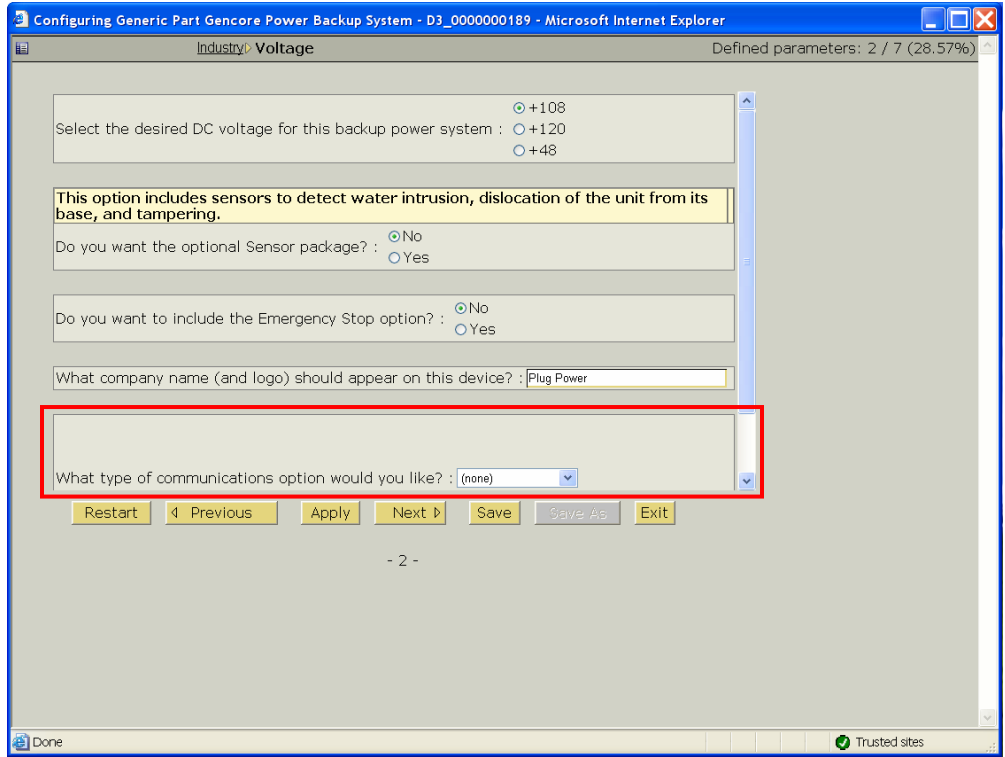 Configuring Generic Part Gencore Power Backup System - D3_0000000189 - Microsoft Internet Explorer
Industry Voltage Defined parameters: 2 / 7 (28.57%)
+108
Select the desired DC voltage for this backup power system : +120
+48
This option includes sensors to detect water intrusion, dislocation of the unit from its
base, and tampering.
No
Do you want the optional Sensor package? :
Yes
No
Do you want to include the Emergency Stop option? :
Yes
What company name (and logo) should appear on this device? : Plug Power
What type of communications option would you like? : (none)
Restart Previous Apply Next Save Save As Exit
- 2 -
Done Trusted sites